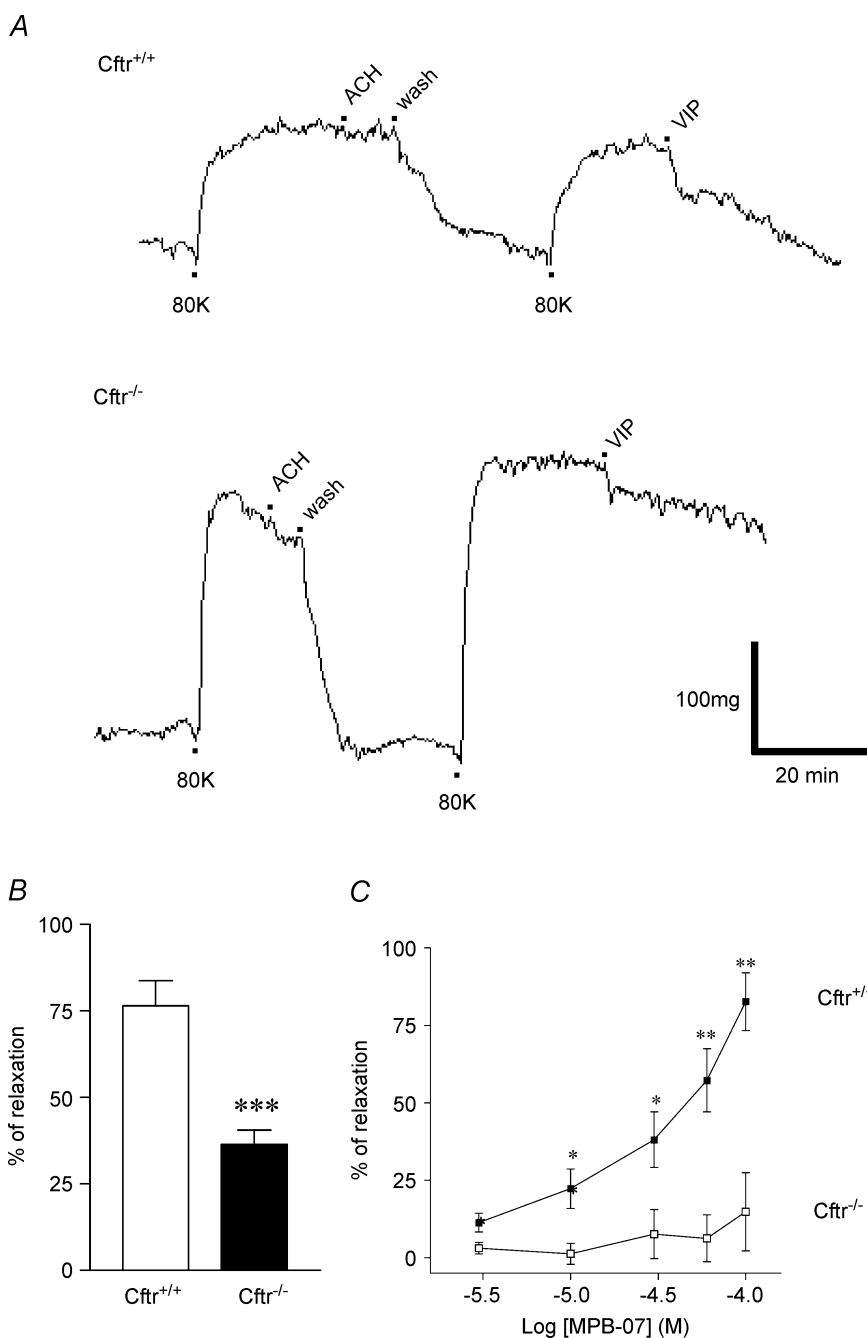 A
Cftr+/+
ACH
wash
VIP
80K
80K
Cftr-/-
ACH
wash
VIP
80K
80K
100mg
20 min
B
% of relaxation
100
75
50
25
0
***
Cftr+/+
Cftr-/-
C
% of relaxation
100
75
50
25
0
*
*
**
**
-5.5
-5.0
-4.5
-4.0
Log [MPB-07] (M)
Cftr+/
Cftr-/-